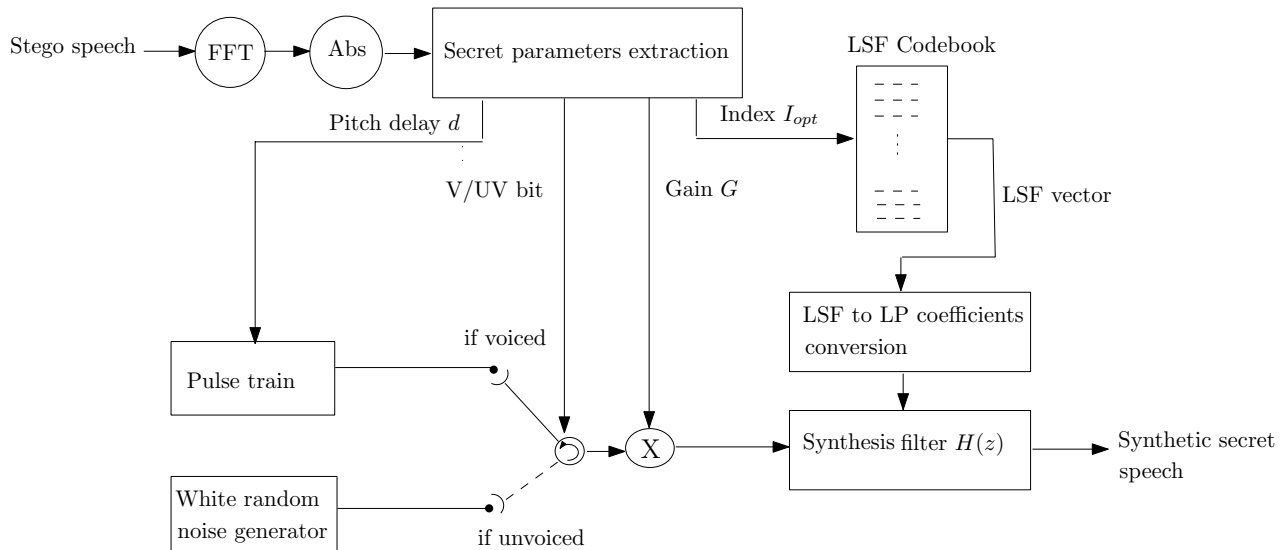 Stego speech
FFT
Abs
Secret parameters extraction
LSF Codebook
Pitch delay d
Index I_opt
V/UV bit
Gain G
LSF vector
LSF to LP coefficients
conversion
if voiced
Pulse train
Synthesis filter H(z)
X
Synthetic secret
speech
White random
noise generator
if unvoiced